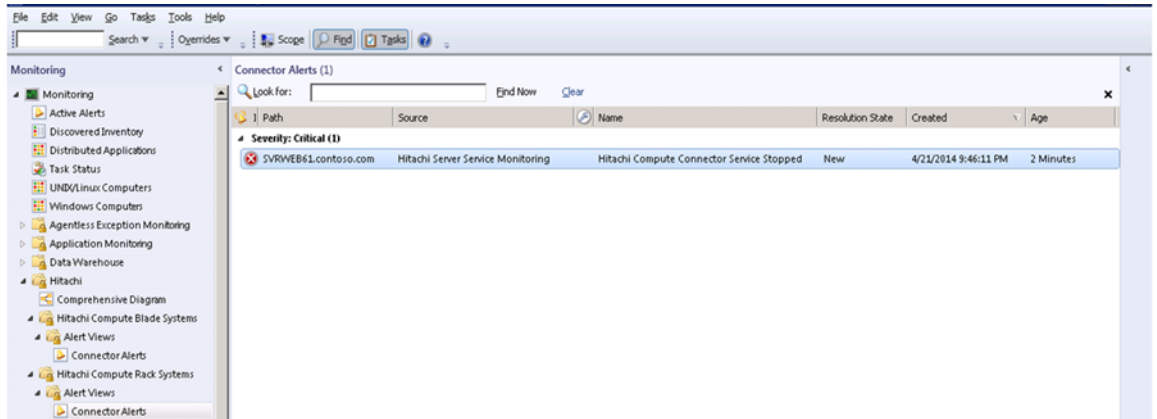 File Edit View Go Tasks Tools Help
Search Overrides Scope Find Tasks
Monitoring
Monitoring
Active Alerts
Discovered Inventory
Distributed Applications
Task Status
UNIX/Linux Computers
Windows Computers
Agentless Exception Monitoring
Application Monitoring
Data Warehouse
Hitachi
Comprehensive Diagram
Hitachi Compute Blade Systems
Alert Views
Connector Alerts
Hitachi Compute Rack Systems
Alert Views
Connector Alerts
Connector Alerts (1)
Look for: Find Now Clear
Path Source Name Resolution State Created Age
Severity: Critical (1)
SVRWEB61.contoso.com Hitachi Server Service Monitoring Hitachi Compute Connector Service Stopped New 4/21/2014 9:46:11 PM 2 Minutes